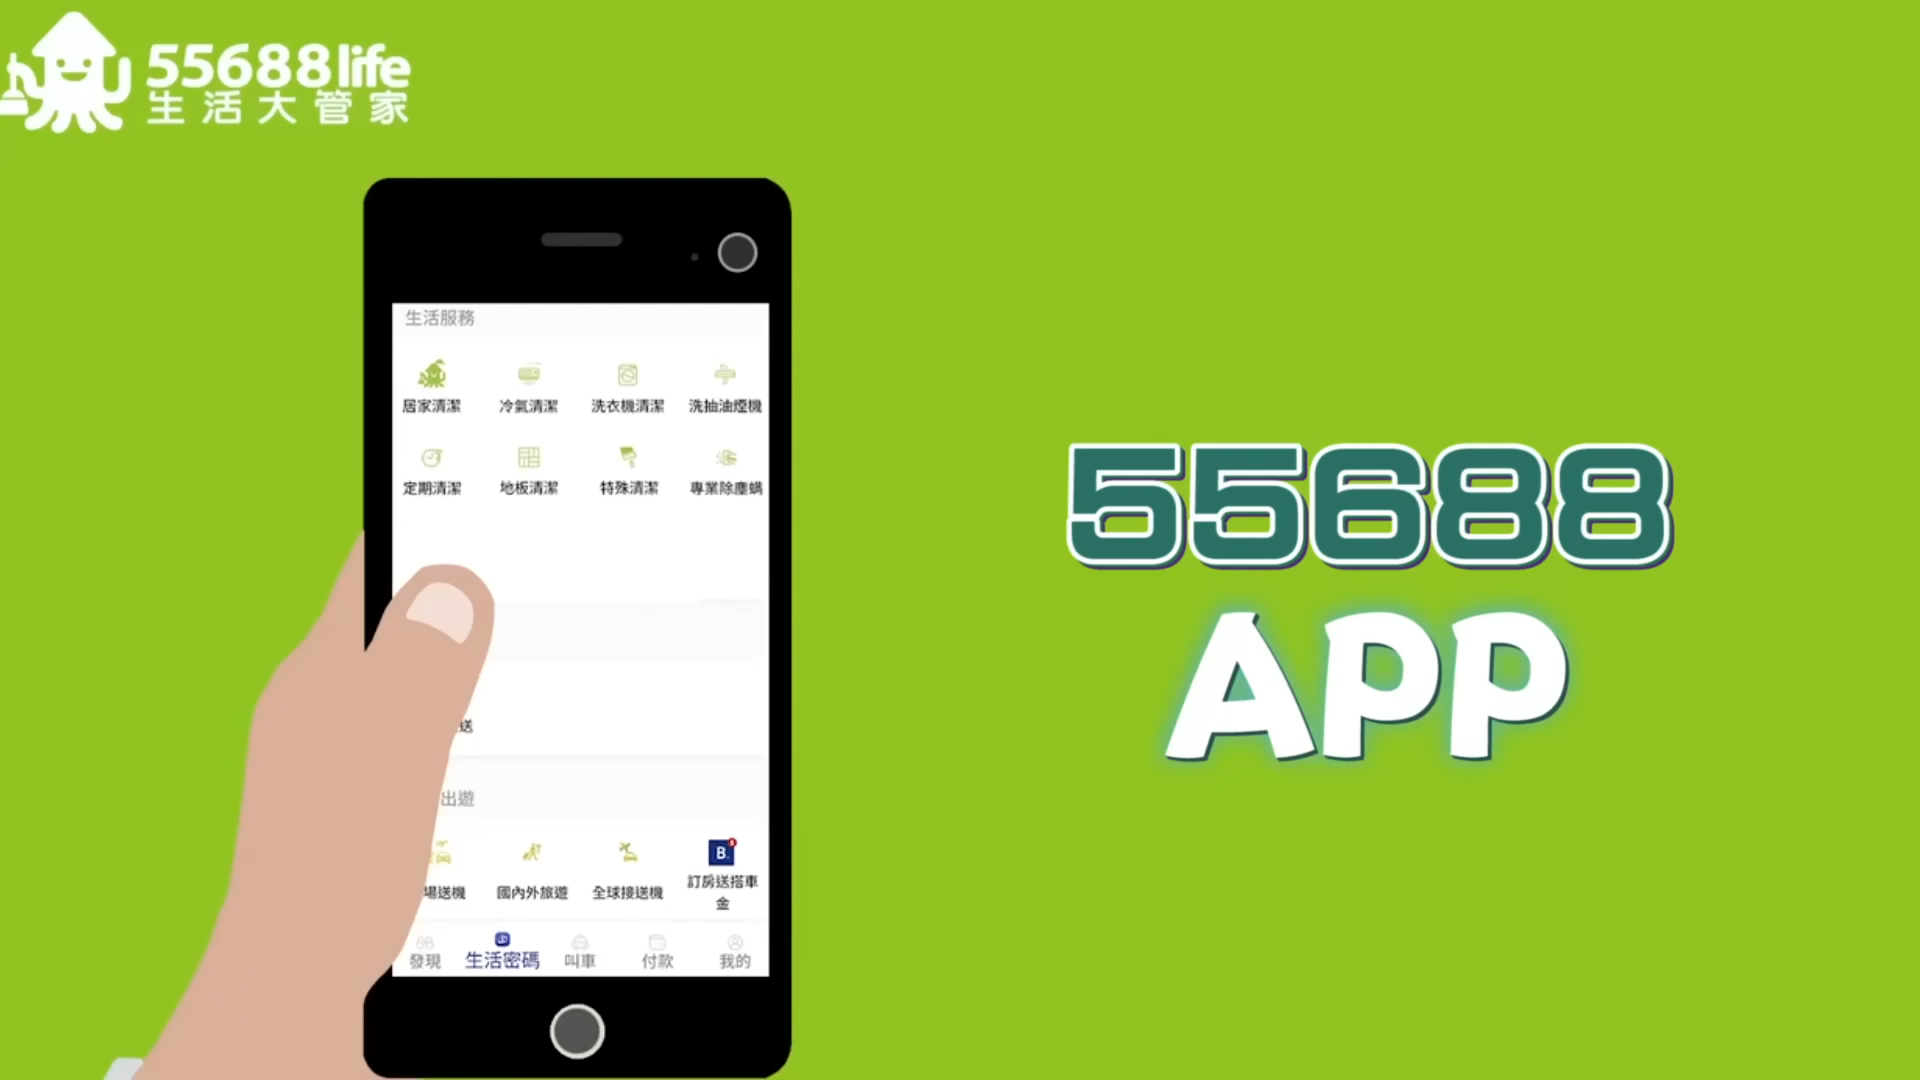 55688life
生活大管家
生活服務
居家清潔 冷氣清潔 洗衣機清潔 洗抽油煙機
定期清潔 地板清潔 特殊清潔 專業除塵蟎
送
出遊
場送機 國內外旅遊 全球接送機 訂房送搭車金
B.
發現 生活密碼 叫車 付款 我的
55688
APP